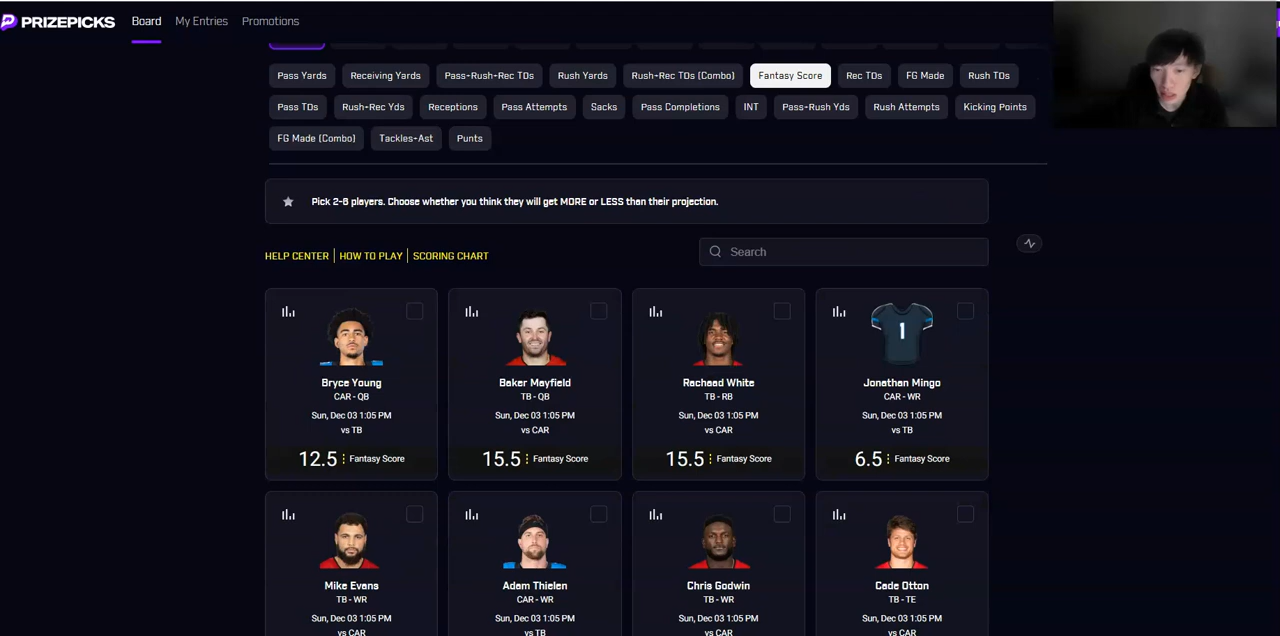 PRIZEPICKS Board My Entries Promotions
Pass Yards Receiving Yards Pass-Rush-Rec TDs Rush Yards Rush+Rec TDs (Combo) Fantasy Score Rec TDs FG Made Rush TDs
Pass TDs Rush+Rec Yds Receptions Pass Attempts Sacks Pass Completions INT Pass+Rush Yds Rush Attempts Kicking Points
FG Made (Combo) Tackles+Ast Punts
Pick 2-6 players. Choose whether you think they will get MORE or LESS than their projection.
HELP CENTER HOW TO PLAY SCORING CHART Search
Bryce Young Baker Mayfield Rachaad White Jonathan Mingo
CAR - QB TB - QB TB - RB CAR - WR
Sun, Dec 03 1:05 PM Sun, Dec 03 1:05 PM Sun, Dec 03 1:05 PM Sun, Dec 03 1:05 PM
vs TB vs CAR vs CAR vs TB
12.5 Fantasy Score 15.5 Fantasy Score 15.5 Fantasy Score 6.5 Fantasy Score
Mike Evans Adam Thielen Chris Godwin Cade Otton
TB - WR CAR - WR TB - WR TB - TE
Sun, Dec 03 1:05 PM Sun, Dec 03 1:05 PM Sun, Dec 03 1:05 PM Sun, Dec 03 1:05 PM
vs CAR vs TB vs CAR vs CAR